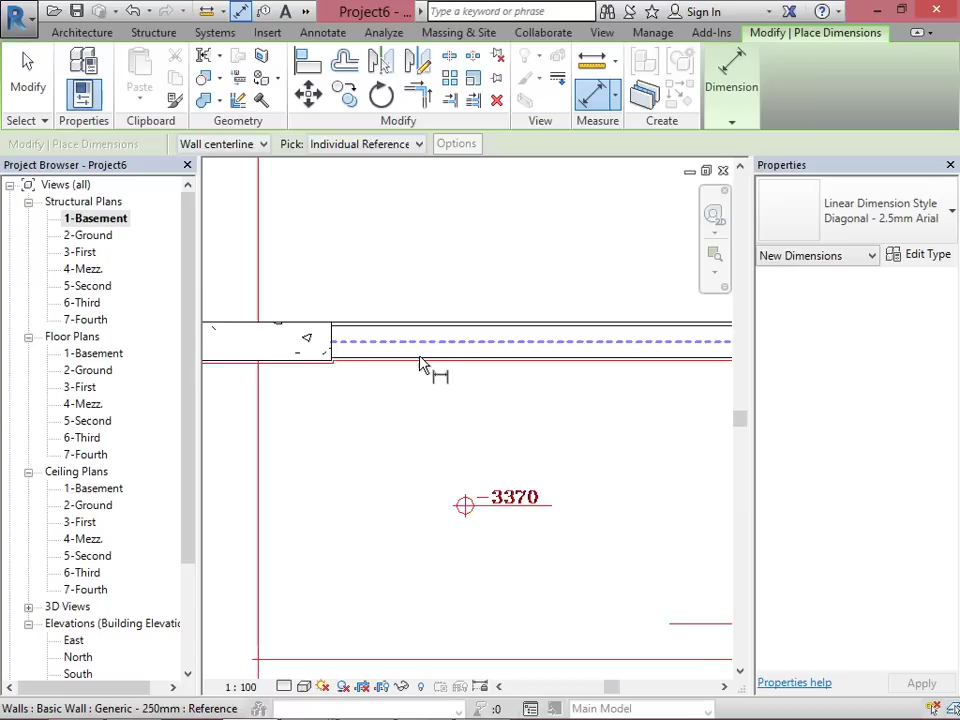 Project6 - ...
Type a keyword or phrase
Sign In
Architecture
Structure
Systems
Insert
Annotate
Analyze
Massing & Site
Collaborate
View
Manage
Add-Ins
Modify | Place Dimensions
Modify
Paste
Dimension
Select
Properties
Clipboard
Geometry
Modify
View
Measure
Create
Modify | Place Dimensions
Wall centerline
Pick:
Individual Reference
Options
Project Browser - Project6
Views (all)
Structural Plans
1-Basement
2-Ground
3-First
4-Mezz.
5-Second
6-Third
7-Fourth
Floor Plans
1-Basement
2-Ground
3-First
4-Mezz.
5-Second
6-Third
7-Fourth
Ceiling Plans
1-Basement
2-Ground
3-First
4-Mezz.
5-Second
6-Third
7-Fourth
3D Views
Elevations (Building Elevatio
East
North
South
2D
-3370
Properties
Linear Dimension Style
Diagonal - 2.5mm Arial
New Dimensions
Edit Type
Properties help
Apply
1 : 100
Walls : Basic Wall : Generic - 250mm : Reference
:0
Main Model